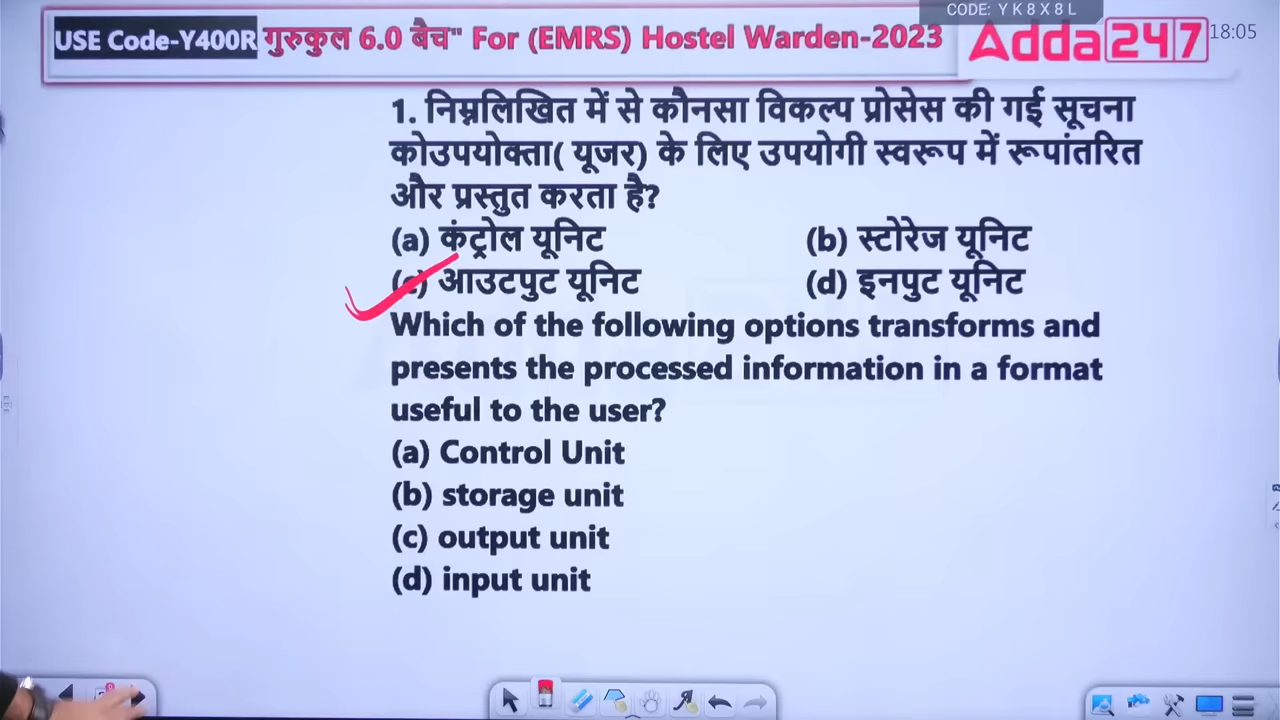 CODE: YK8X8L
USE Code-Y400R गुरुकुल 6.0 बैच" For (EMRS) Hostel Warden-2023
Adda247
18:05
1. निम्नलिखित में से कौनसा विकल्प प्रोसेस की गई सूचना
कोउपयोक्ता( यूजर) के लिए उपयोगी स्वरूप में रूपांतरित
और प्रस्तुत करता है?
(a) कंट्रोल यूनिट (b) स्टोरेज यूनिट
(c) आउटपुट यूनिट (d) इनपुट यूनिट
Which of the following options transforms and
presents the processed information in a format
useful to the user?
(a) Control Unit
(b) storage unit
(c) output unit
(d) input unit